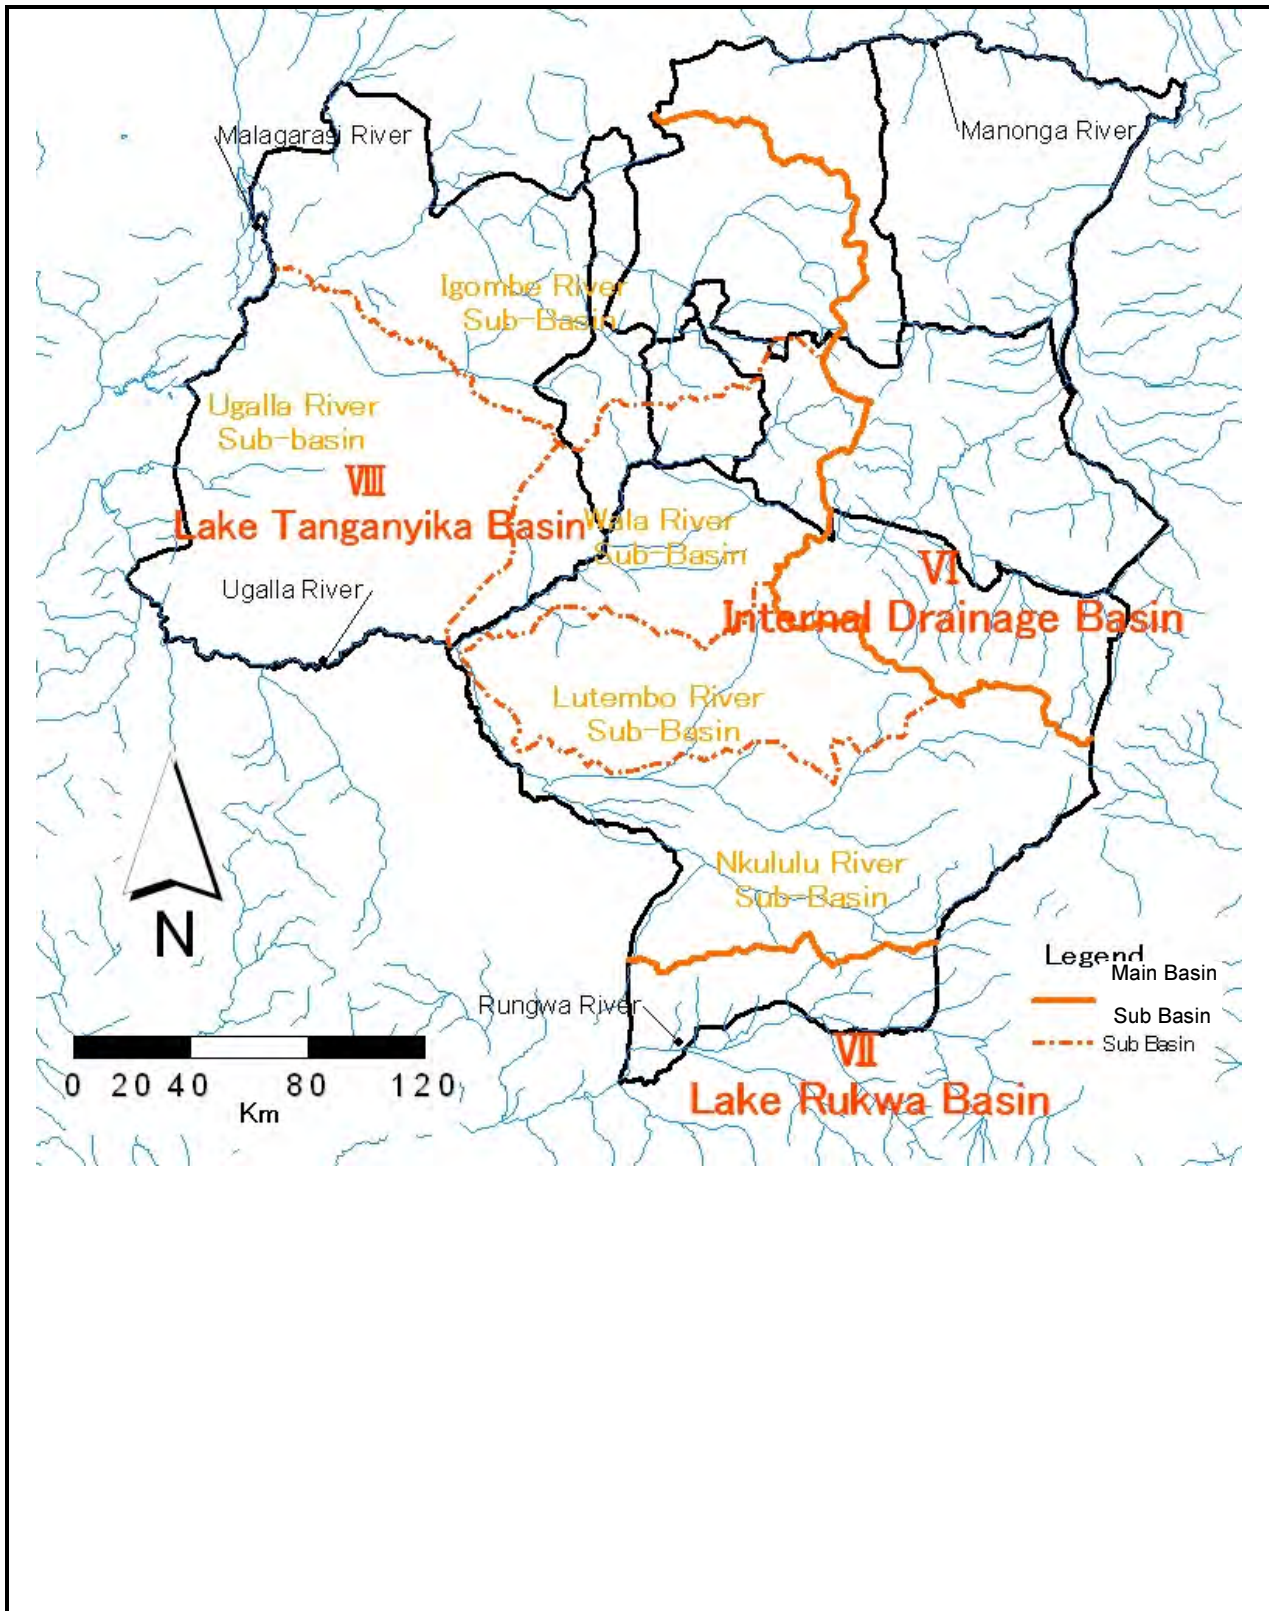 Malagarasi River
Manonga River
Igombe River
Sub-Basin
Ugalla River
Sub-basin
Ⅷ
Lake Tanganyika Basin
Wala River
Sub-Basin
Ⅵ
Internal Drainage Basin
Ugalla River
Lutembo River
Sub-Basin
Nkululu River
Sub-Basin
N
Legend
Main Basin
Sub Basin
Sub Basin
Rungwa River
Ⅶ
Lake Rukwa Basin
0 20 40 80 120
Km